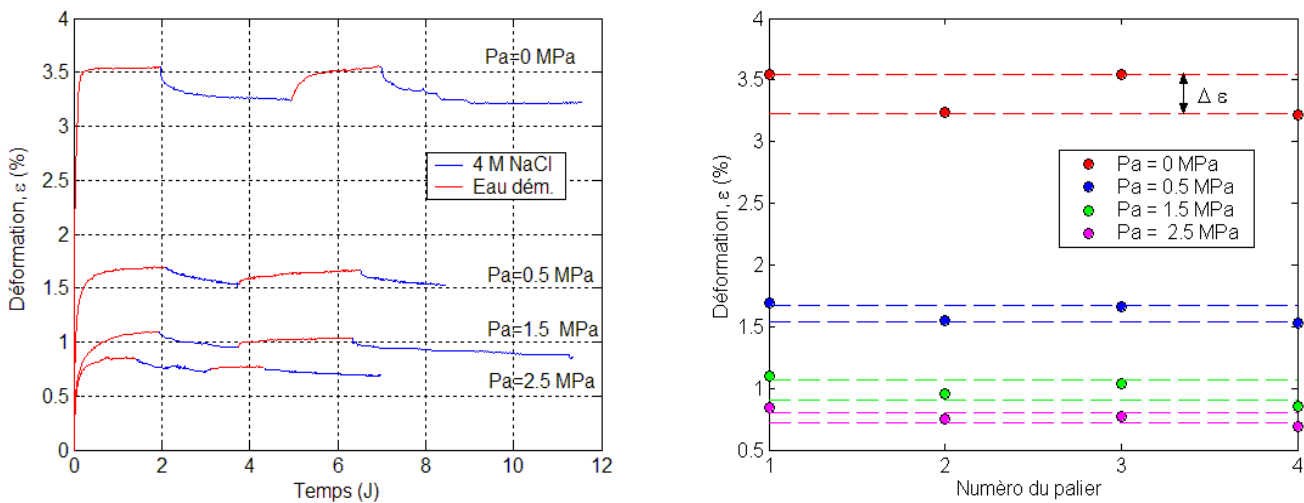 4
3.5
3
2.5
2
1.5
1
0.5
0
0
2
4
6
8
10
12
Déformation, ε (%)
Temps (J)
Pa=0 MPa
4 M NaCl
Eau dém.
Pa=0.5 MPa
Pa=1.5 MPa
Pa=2.5 MPa
4
3.5
3
2.5
2
1.5
1
0.5
1
2
3
4
Déformation, ε (%)
Numèro du palier
Δ ε
Pa = 0 MPa
Pa = 0.5 MPa
Pa = 1.5 MPa
Pa = 2.5 MPa